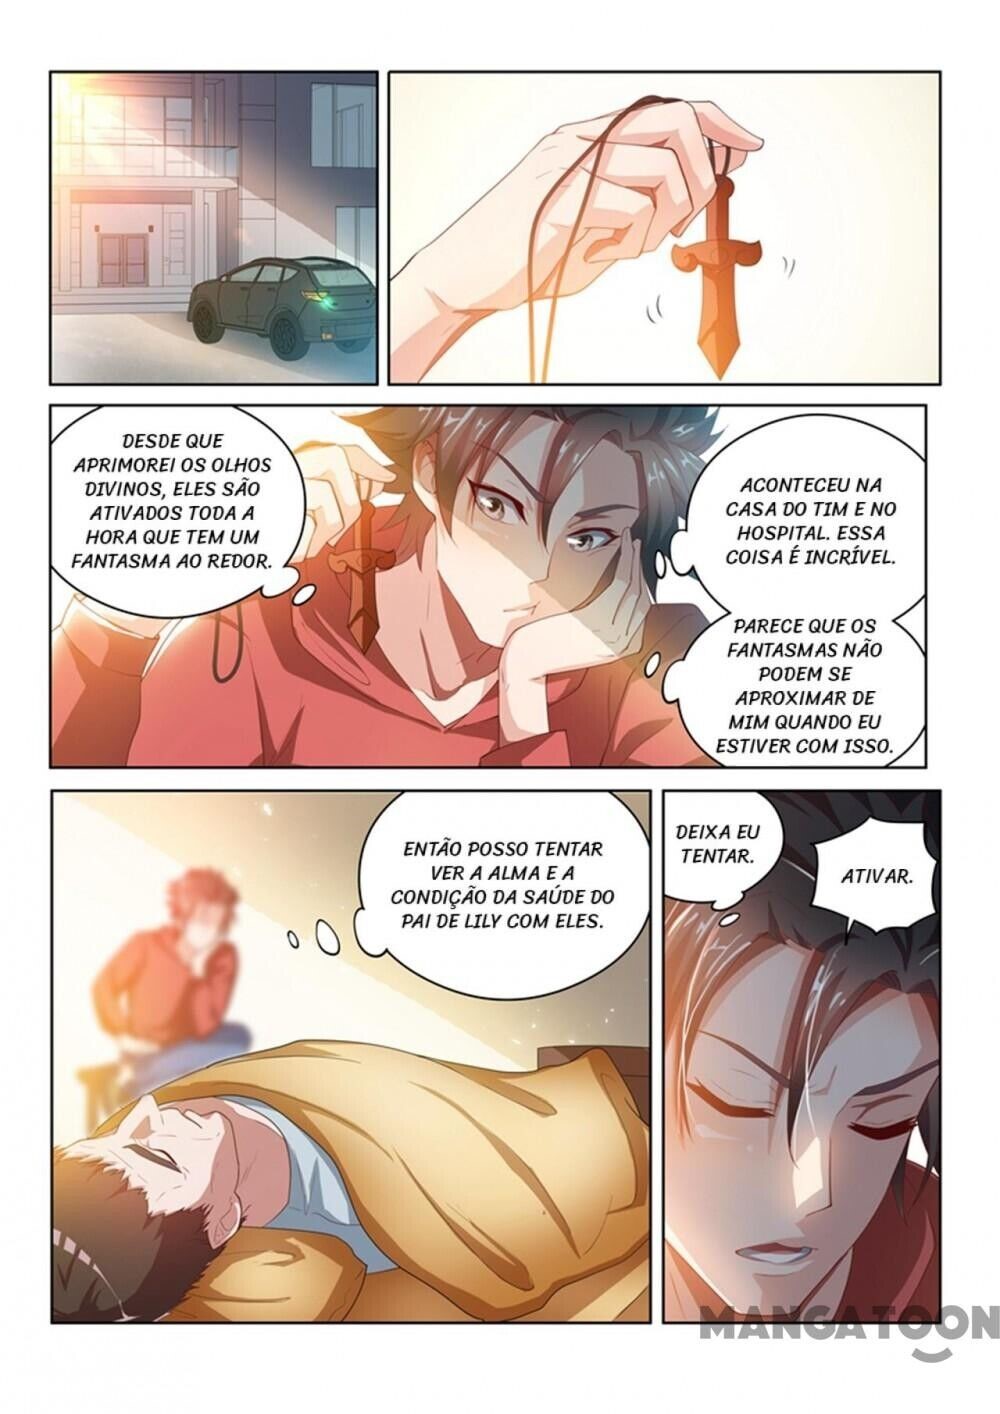 DESDE QUE
APRIMOREI OS OLHOS
DIVINOS, ELES SÃO
ATIVADOS TODA A
HORA QUE TEM UM
FANTASMA AO REDOR.
ACONTECEU NA
CASA DO TIM E NO
HOSPITAL. ESSA
COISA É INCRÍVEL.
PARECE QUE OS
FANTASMAS NÃO
PODEM SE
APROXIMAR DE
MIM QUANDO EU
ESTIVER COM ISSO.
ENTÃO POSSO TENTAR
VER A ALMA E A
CONDIÇÃO DA SAÚDE DO
PAI DE LILY COM ELES.
DEIXA EU
TENTAR.
ATIVAR.
MANGATOON